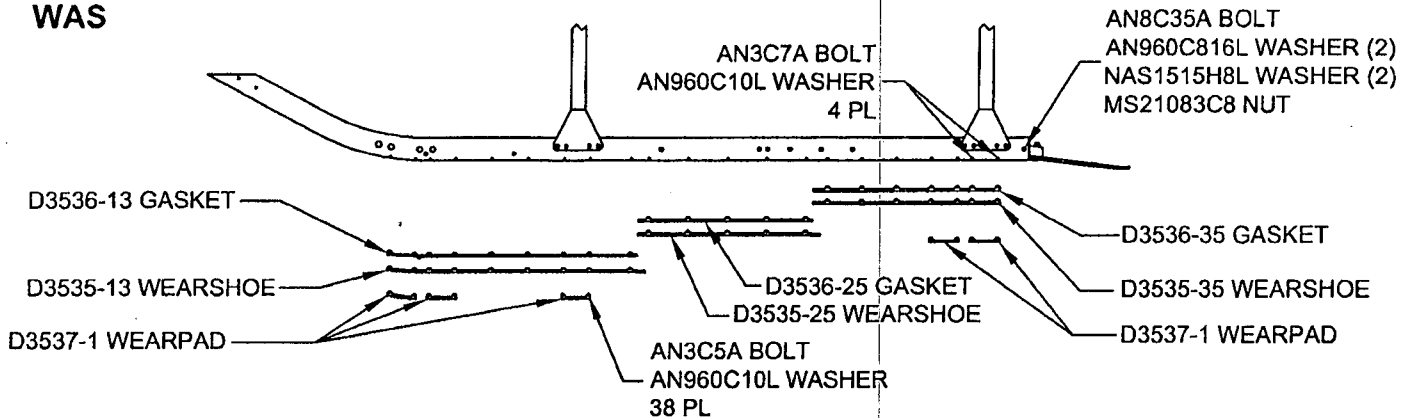 WAS
AN3C7A BOLT
AN960C10L WASHER
4 PL
AN8C35A BOLT
AN960C816L WASHER (2)
NAS1515H8L WASHER (2)
MS21083C8 NUT
D3536-13 GASKET
D3535-13 WEARSHOE
D3537-1 WEARPAD
AN3C5A BOLT
AN960C10L WASHER
38 PL
D3536-25 GASKET
D3535-25 WEARSHOE
D3536-35 GASKET
D3535-35 WEARSHOE
D3537-1 WEARPAD